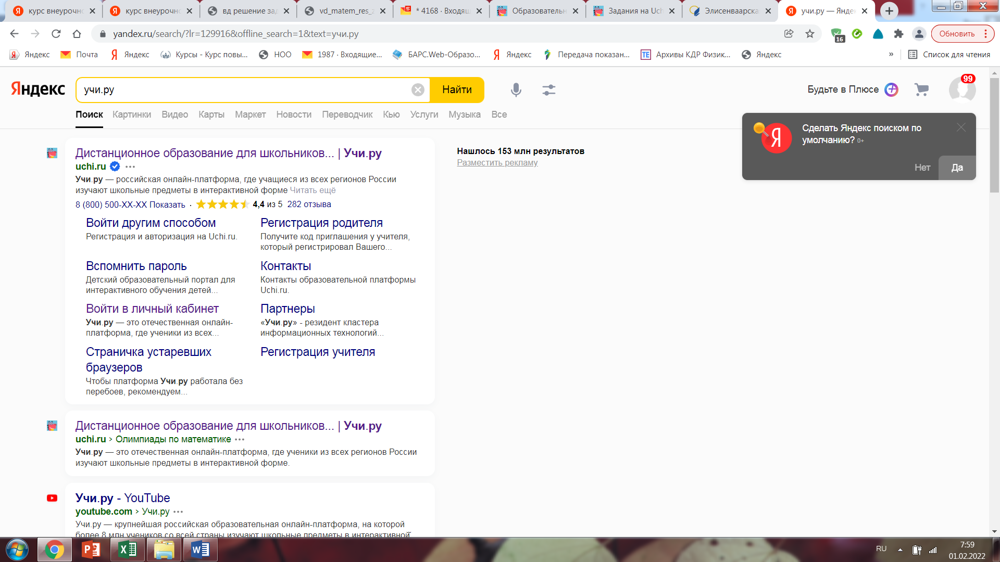 курс внеурочн
курс внеурочн
вд решение зад
vd_matem_res_z
* 4168 · Входящ
Образовательн
Задания на Uch
Элисенваарска
учи.ру — Яндек
yandex.ru/search/?lr=129916&offline_search=1&text=учи.ру
16
Обновить
Яндекс
Почта
Яндекс
Курсы - Курс повы...
НОО
1987 · Входящие...
БАРС.Web-Образо...
Яндекс
Передача показан...
Архивы КДР Физик...
Яндекс
»
Список для чтения
Яндекс
учи.ру
Найти
Будьте в Плюсе
99
Поиск Картинки Видео Карты Маркет Новости Переводчик Кью Услуги Музыка Все
Сделать Яндекс поиском по
умолчанию? 0+
Нет
Да
Дистанционное образование для школьников... | Учи.ру
uchi.ru
Учи.ру — российская онлайн-платформа, где учащиеся из всех регионов России
изучают школьные предметы в интерактивной форме Читать ещё
8 (800) 500-XX-XX Показать · 4,4 из 5 282 отзыва
Нашлось 153 млн результатов
Разместить рекламу
Войти другим способом
Регистрация и авторизация на Uchi.ru.
Регистрация родителя
Получите код приглашения у учителя,
который регистрировал Вашего...
Вспомнить пароль
Детский образовательный портал для
интерактивного обучения детей...
Контакты
Контакты образовательной платформы
Uchi.ru.
Войти в личный кабинет
Учи.ру — это отечественная онлайн-
платформа, где ученики из всех...
Партнеры
«Учи.ру» - резидент кластера
информационных технологий...
Страничка устаревших
браузеров
Чтобы платформа Учи.ру работала без
перебоев, рекомендуем...
Регистрация учителя
Дистанционное образование для школьников... | Учи.ру
uchi.ru › Олимпиады по математике
Учи.ру — это отечественная онлайн-платформа, где ученики из всех регионов России
изучают школьные предметы в интерактивной форме.
Учи.ру - YouTube
youtube.com › Учи.ру
Учи.ру — крупнейшая российская образовательная онлайн-платформа, на которой
более 8 млн учеников со всей страны изучают школьные предметы в интерактивной
RU
7:59
01.02.2022